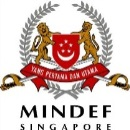 YANG PERTAMA DAN UTAMA
MINDEF
SINGAPORE